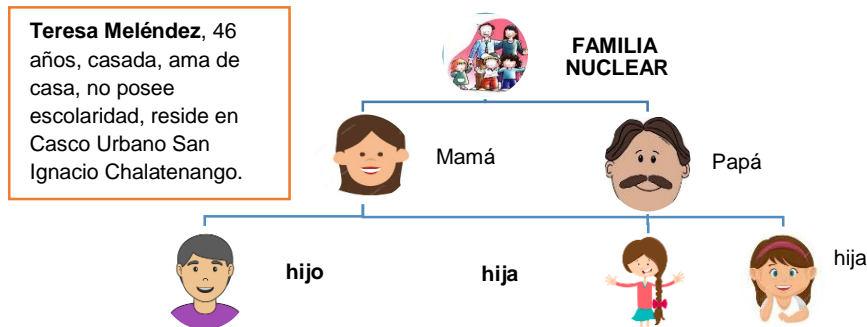 Teresa Meléndez, 46
años, casada, ama de
casa, no posee
escolaridad, reside en
Casco Urbano San
Ignacio Chalatenango.
FAMILIA
NUCLEAR
Mamá
Papá
hijo
hija
hija